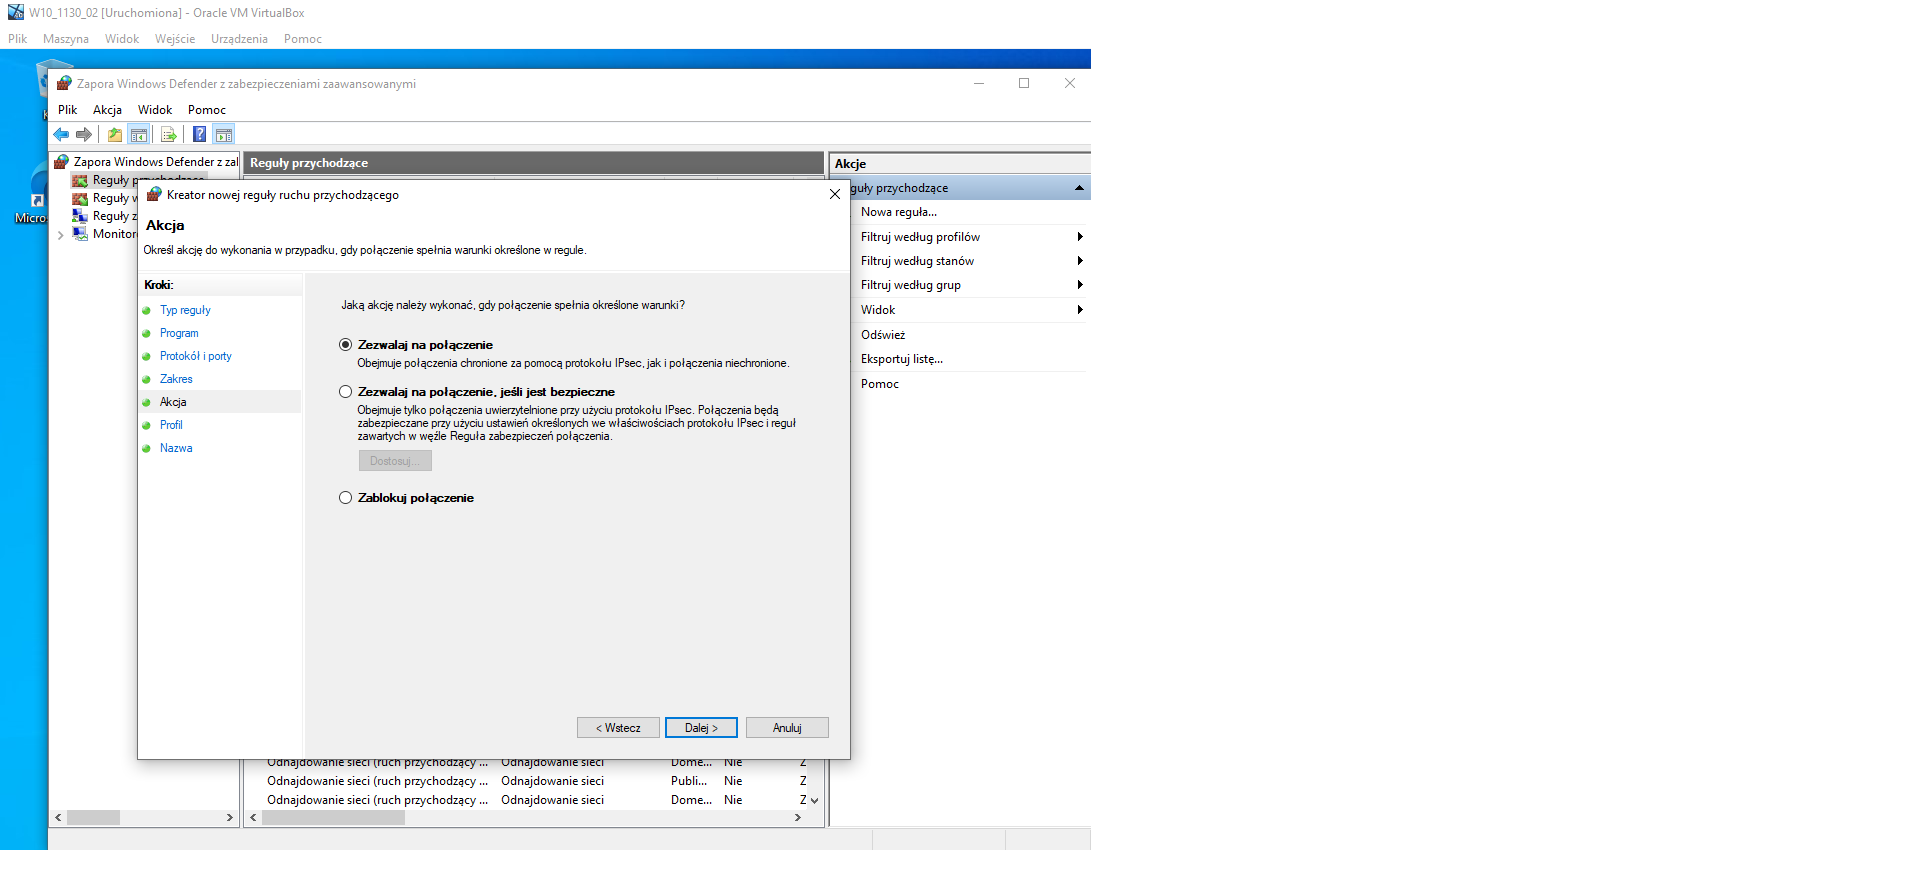 W10_1130_02 [Uruchomiona] - Oracle VM VirtualBox
Plik Maszyna Widok Wejście Urządzenia Pomoc
Zapora Windows Defender z zabezpieczeniami zaawansowanymi
Plik Akcja Widok Pomoc
Zapora Windows Defender z zal
Reguły przychodzące
Reguły w
Reguły z
Monitoro
Micros
Reguły przychodzące
Kreator nowej reguły ruchu przychodzącego
Akcja
Określ akcję do wykonania w przypadku, gdy połączenie spełnia warunki określone w regule.
Kroki:
Typ reguły
Program
Protokół i porty
Zakres
Akcja
Profil
Nazwa
Jaką akcję należy wykonać, gdy połączenie spełnia określone warunki?
Zezwalaj na połączenie
Obejmuje połączenia chronione za pomocą protokołu IPsec, jak i połączenia niechronione.
Zezwalaj na połączenie, jeśli jest bezpieczne
Obejmuje tylko połączenia uwierzytelnione przy użyciu protokołu IPsec. Połączenia będą
zabezpieczane przy użyciu ustawień określonych we właściwościach protokołu IPsec i reguł
zawartych w węźle Reguła zabezpieczeń połączenia.
Dostosuj...
Zablokuj połączenie
< Wstecz Dalej > Anuluj
Odnajdowanie sieci (ruch przychodzący ... Odnajdowanie sieci Dome... Nie Z
Odnajdowanie sieci (ruch przychodzący ... Odnajdowanie sieci Publi... Nie Z
Odnajdowanie sieci (ruch przychodzący ... Odnajdowanie sieci Dome... Nie Z
Akcje
guły przychodzące
Nowa reguła...
Filtruj według profilów
Filtruj według stanów
Filtruj według grup
Widok
Odśwież
Eksportuj listę...
Pomoc